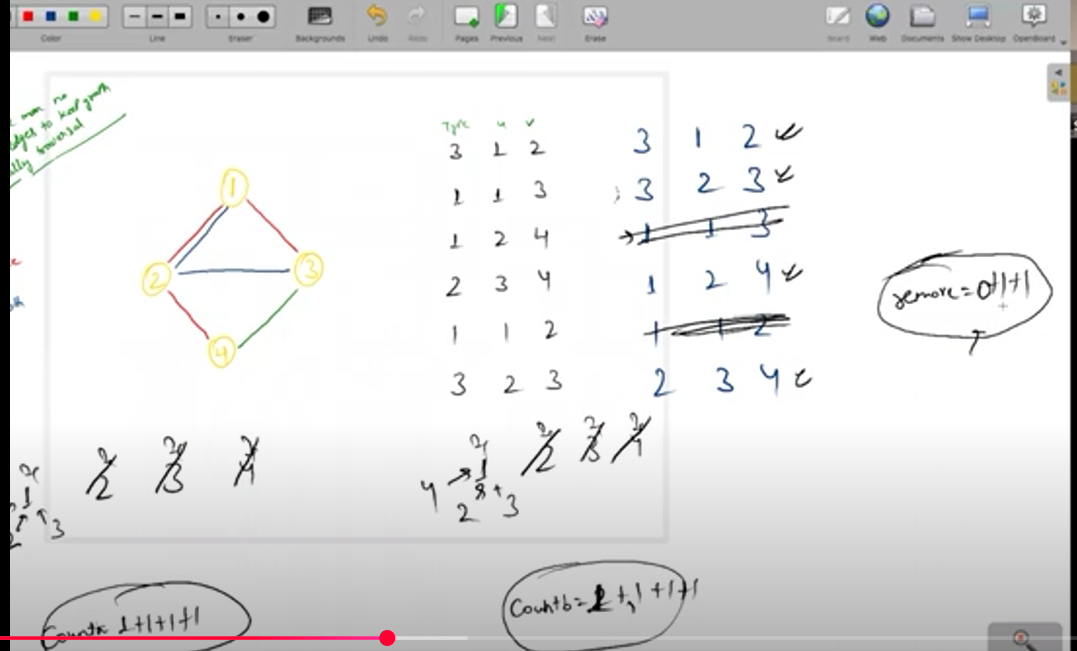 Color Line Eraser Backgrounds Undo Redo Pages Previous Next Erase Board Web Documents Show Desktop OpenBoard
no
edges to keep graph
fully traversal
Type u v
3 1 2
1 1 3
1 2 4
2 3 4
1 1 2
3 2 3
3 1 2
3 2 3
1 1 3
1 2 4
1 1 2
2 3 4
remove=0+1+1
1
2 3
4
1 2 3 4
2 3
1 2 3 4
4
2 3
1+1+1+1
Countb=1+1+1+1